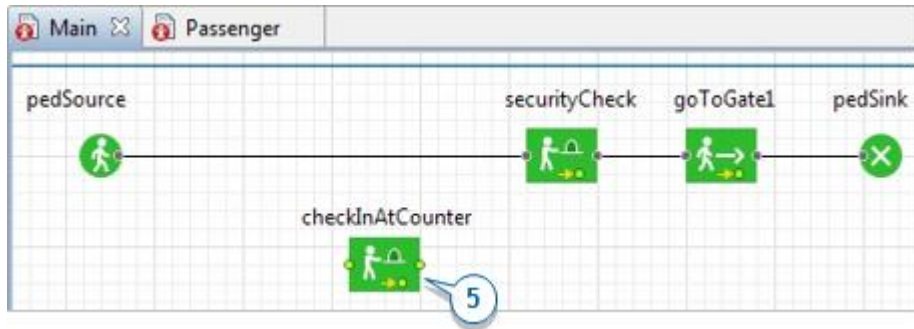 Main Passenger
pedSource securityCheck goToGate1 pedSink
checkInAtCounter
5